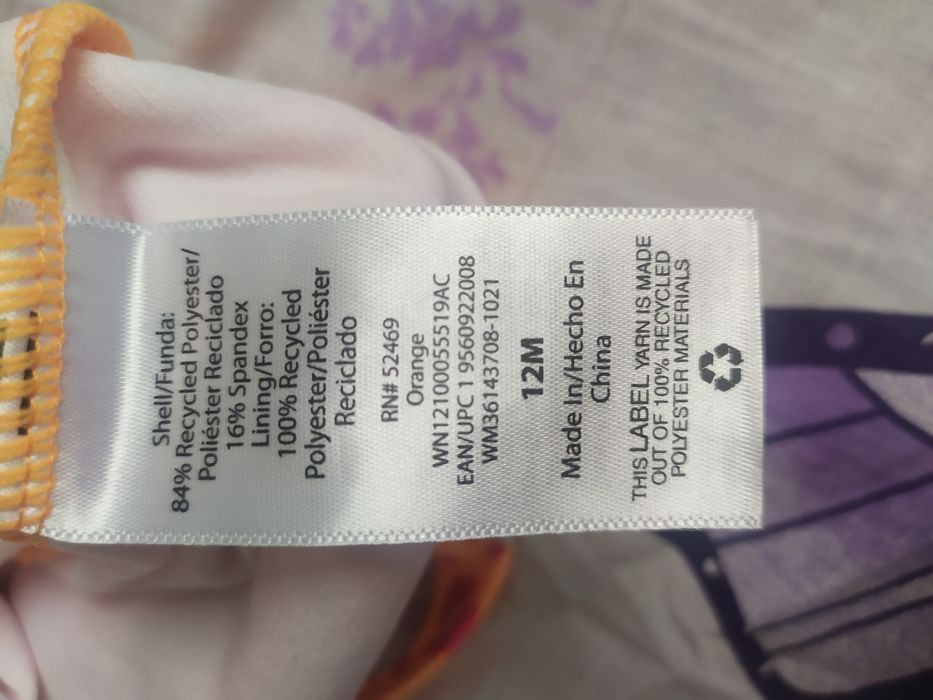 Shell/Funda:
84% Recycled Polyester/
Poliéster Reciclado
16% Spandex
Lining/Forro:
100% Recycled
Polyester/Poliéster
Reciclado
RN# 52469
Orange
WN121000555519AC
EAN/UPC 1 9560922008
WM361437708-1021
12M
Made In/Hecho En
China
THIS LABEL YARN IS MADE
OUT OF 100% RECYCLED
POLYESTER MATERIALS